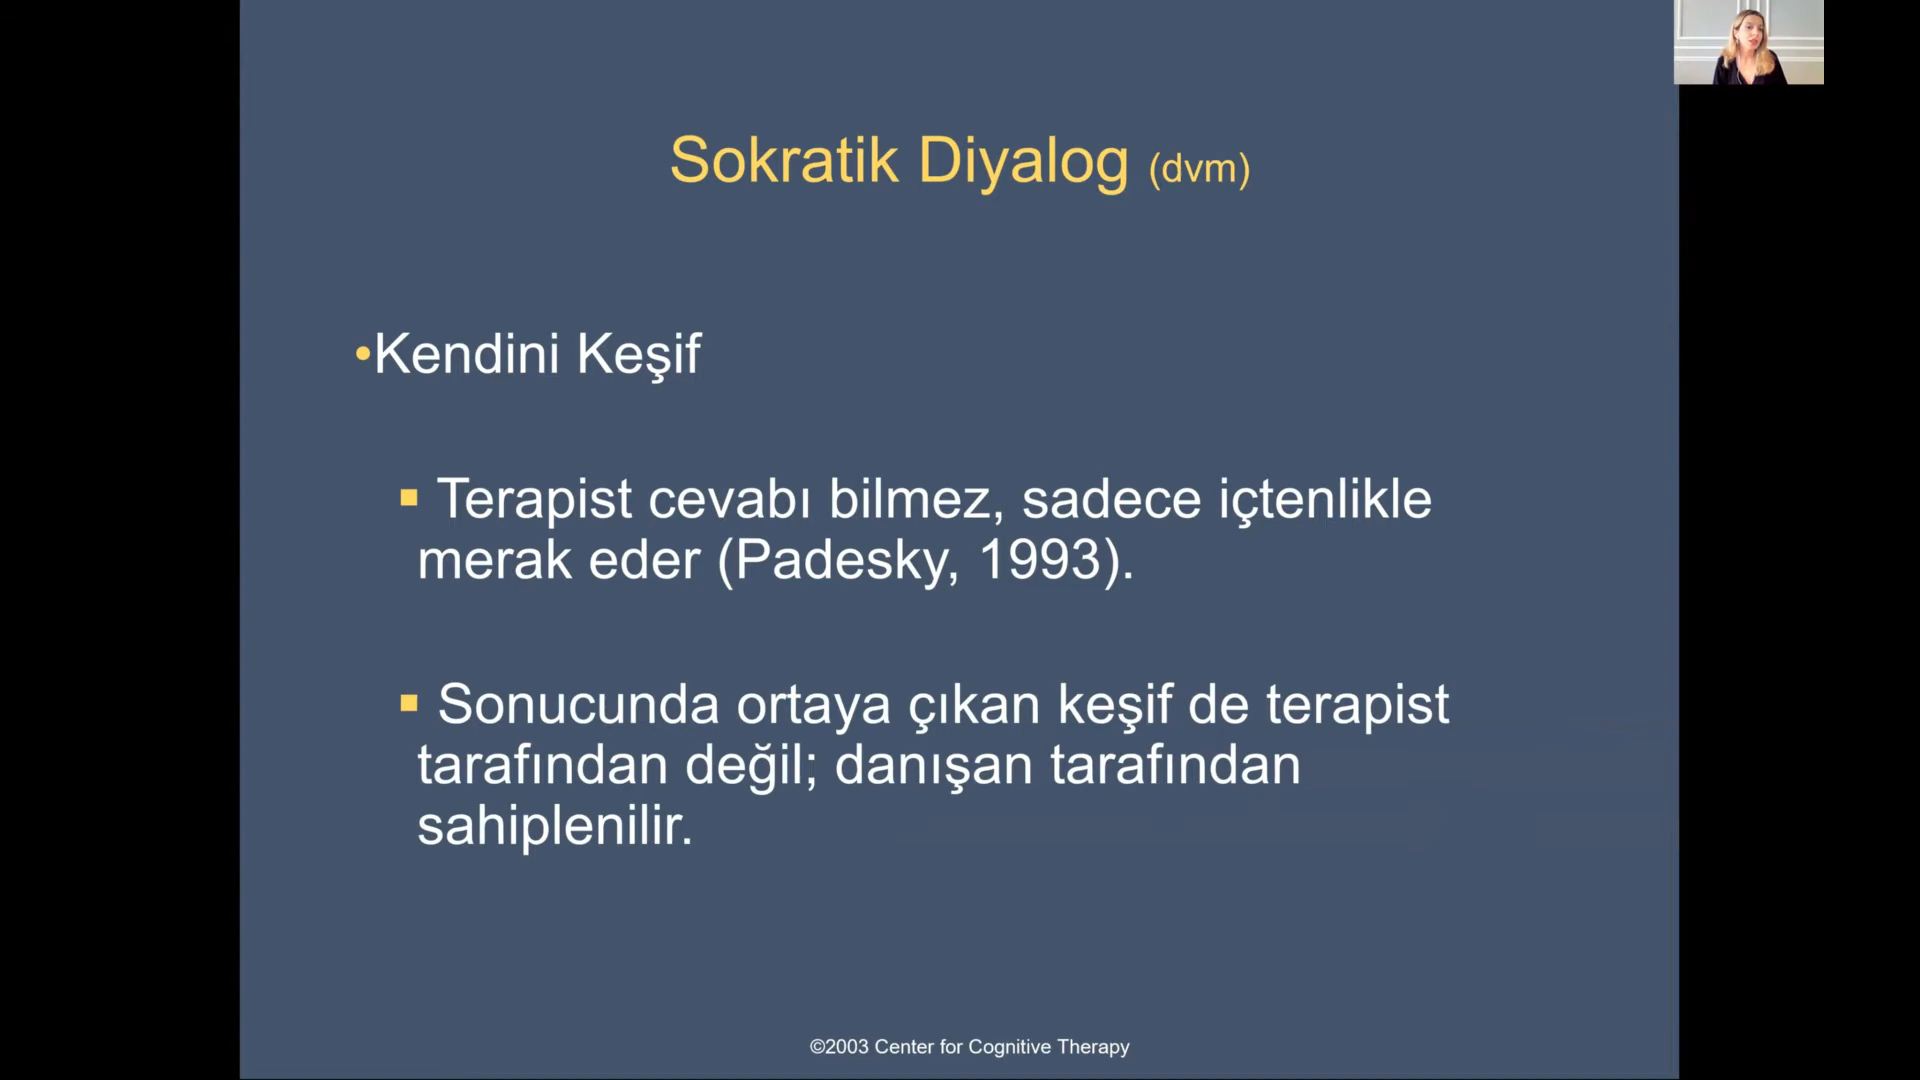 Sokratik Diyalog (dvm)
•Kendini Keşif
▪ Terapist cevabı bilmez, sadece içtenlikle
merak eder (Padesky, 1993).
▪ Sonucunda ortaya çıkan keşif de terapist
tarafından değil; danışan tarafından
sahiplenilir.
©2003 Center for Cognitive Therapy